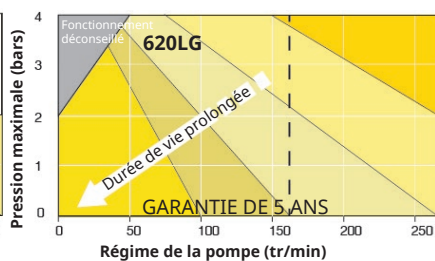 Pression maximale (bars)
4
3
2
1
0
Fonctionnement
déconseillé
620LG
Durée de vie prolongée
GARANTIE DE 5 ANS
0 50 100 150 200 250
Régime de la pompe (tr/min)